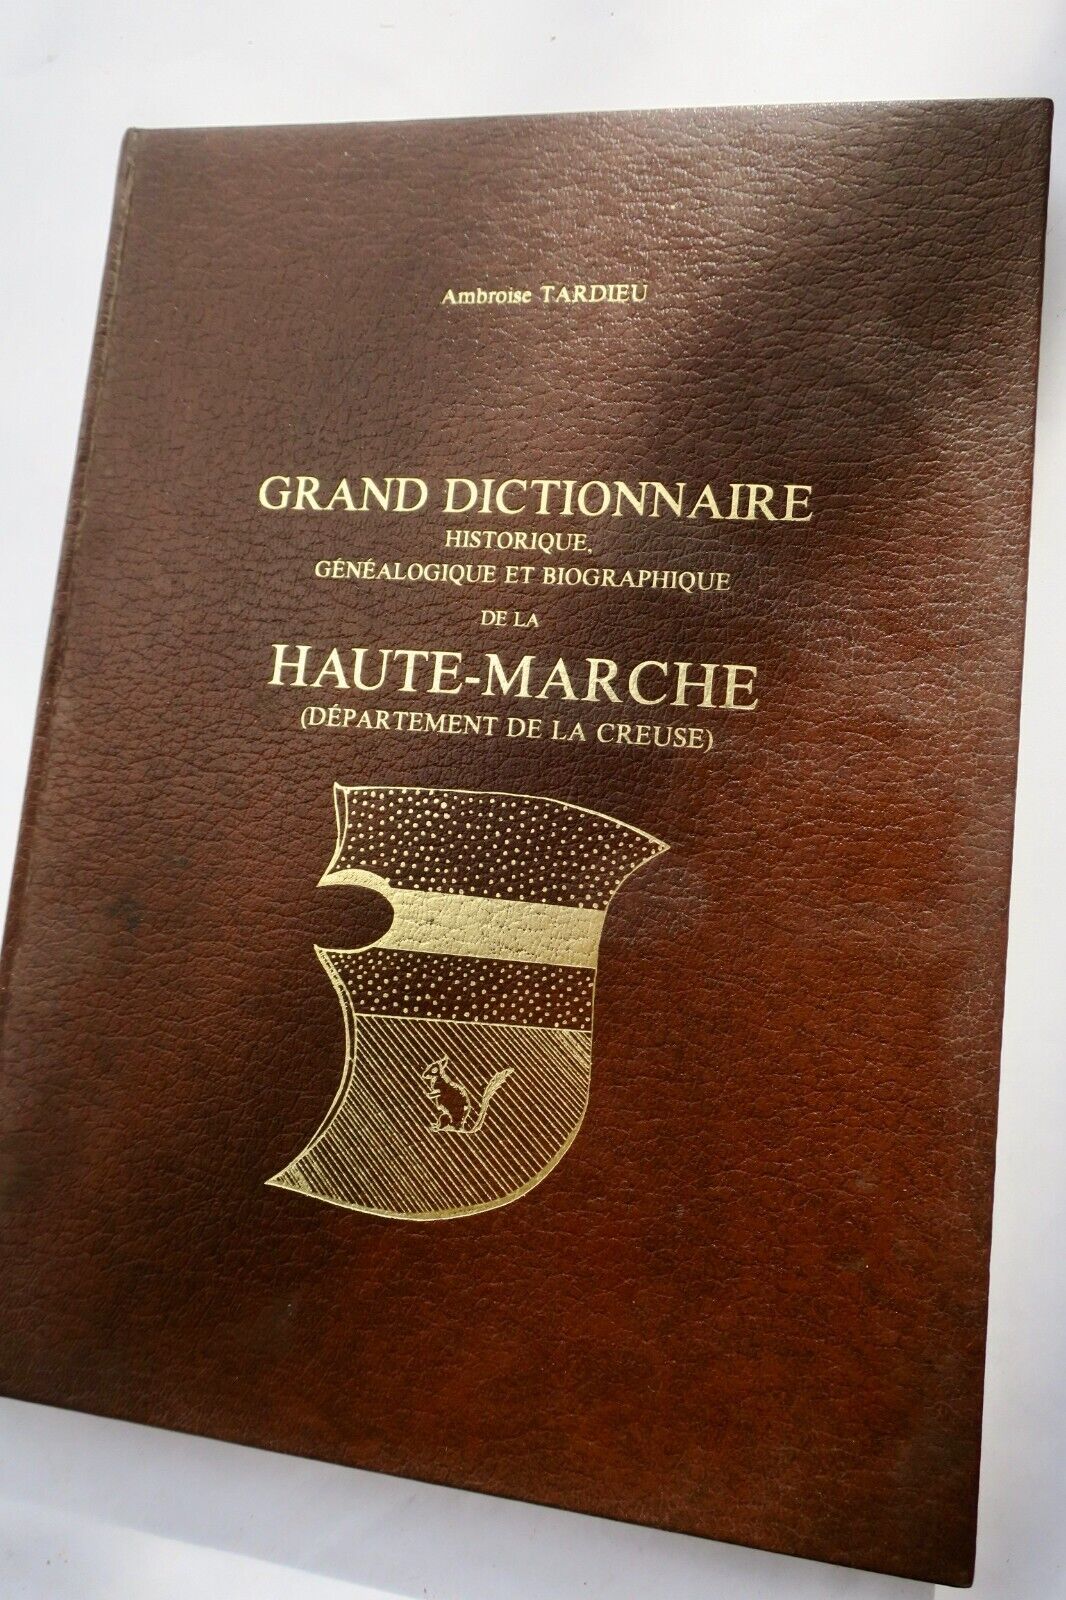 Ambroise TARDIEU
GRAND DICTIONNAIRE
HISTORIQUE,
GÉNÉALOGIQUE ET BIOGRAPHIQUE
DE LA
HAUTE-MARCHE
(DÉPARTEMENT DE LA CREUSE)